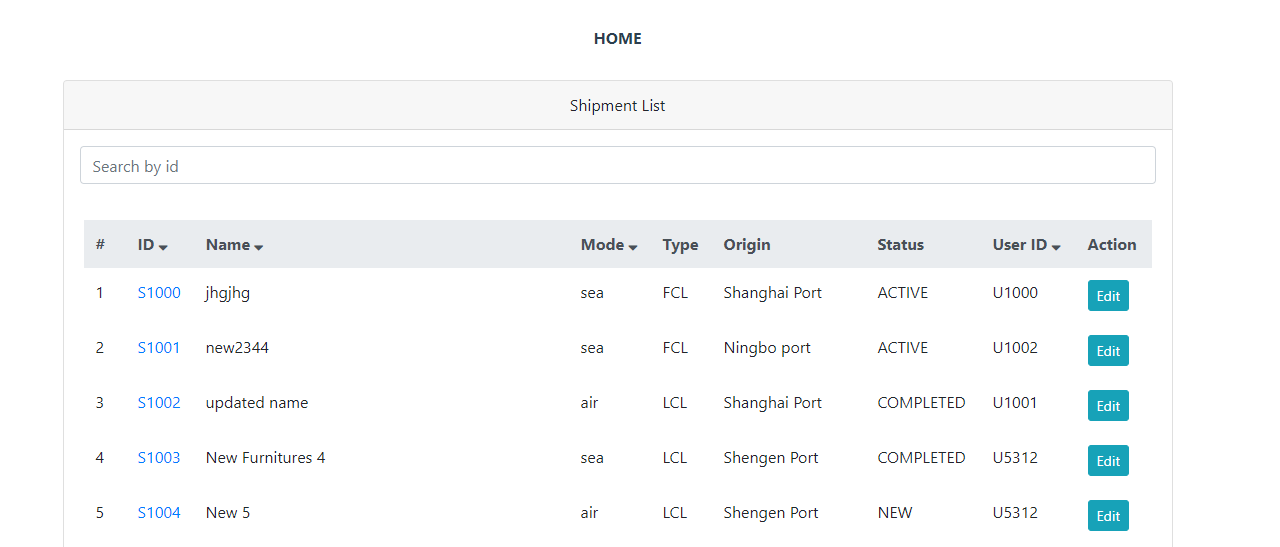 HOME
Shipment List
Search by id
# ID Name Mode Type Origin Status User ID Action
1 S1000 jhgjhg sea FCL Shanghai Port ACTIVE U1000 Edit
2 S1001 new2344 sea FCL Ningbo port ACTIVE U1002 Edit
3 S1002 updated name air LCL Shanghai Port COMPLETED U1001 Edit
4 S1003 New Furnitures 4 sea LCL Shengen Port COMPLETED U5312 Edit
5 S1004 New 5 air LCL Shengen Port NEW U5312 Edit